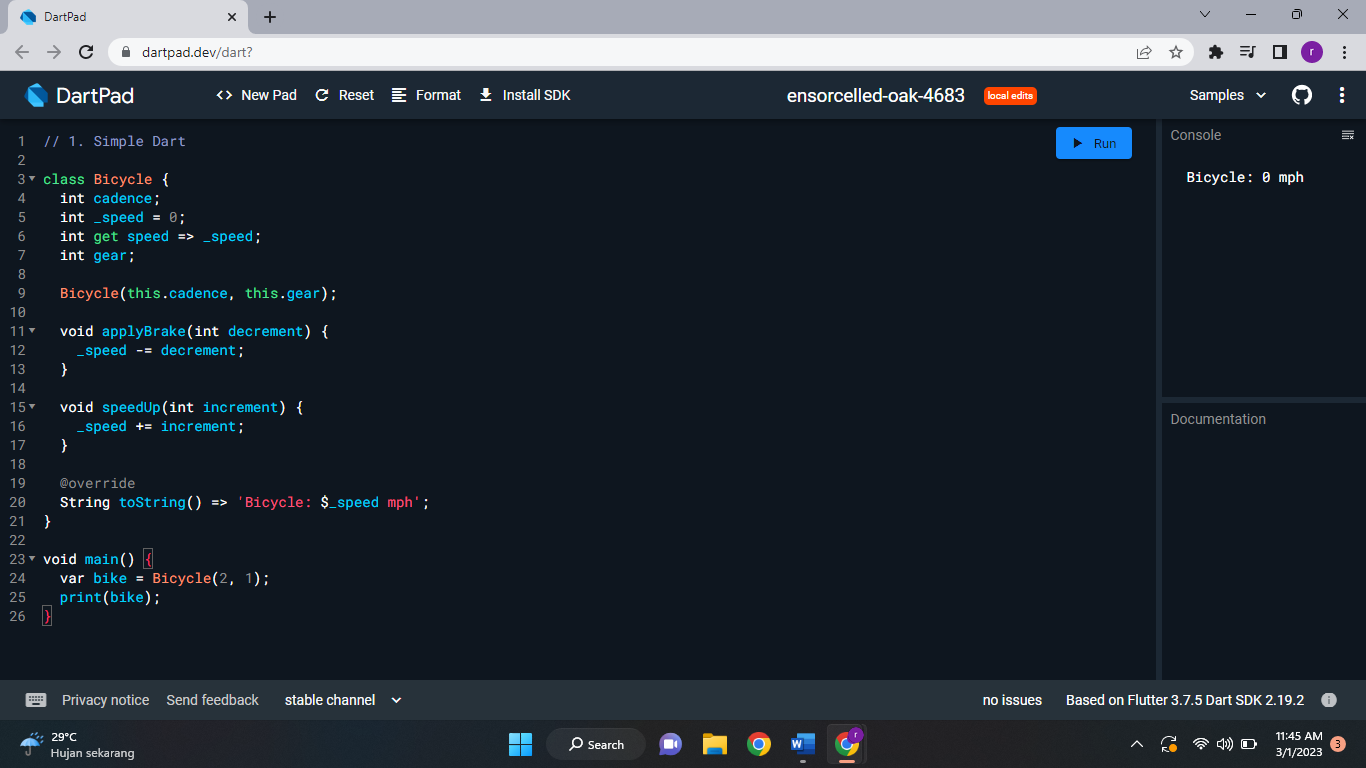 DartPad
dartpad.dev/dart?
r
DartPad
<> New Pad
Reset
Format
Install SDK
ensorcelled-oak-4683
local edits
Samples
1 // 1. Simple Dart
2
3 class Bicycle {
4   int cadence;
5   int _speed = 0;
6   int get speed => _speed;
7   int gear;
8
9   Bicycle(this.cadence, this.gear);
10
11   void applyBrake(int decrement) {
12     _speed -= decrement;
13   }
14
15   void speedUp(int increment) {
16     _speed += increment;
17   }
18
19   @override
20   String toString() => 'Bicycle: $_speed mph';
21 }
22
23 void main() {
24   var bike = Bicycle(2, 1);
25   print(bike);
26 }
Run
Console
Bicycle: 0 mph
Documentation
Privacy notice
Send feedback
stable channel
no issues
Based on Flutter 3.7.5 Dart SDK 2.19.2
29°C
Hujan sekarang
Search
W
r
11:45 AM
3/1/2023
3